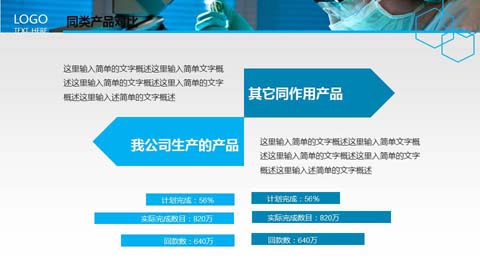 LOGO
TEXT HERE
同类产品对比
这里输入简单的文字概述这里输入简单文字概
述这里输入简单的文字概述这里入简单的文字
概述这里输入述简单的文字概述
其它同作用产品
我公司生产的产品
这里输入简单的文字概述这里输入简单文字概
述这里输入简单的文字概述这里入简单的文字
概述这里输入述简单的文字概述
计划完成：56%
实际完成数目：820万
回款数：640万
计划完成：56%
实际完成数目：820万
回款数：640万